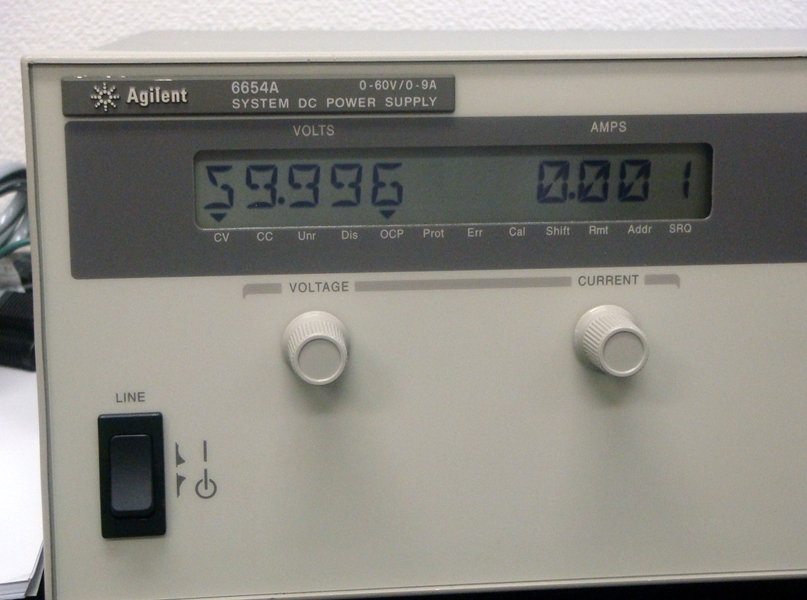 Agilent 6654A 0-60V/0-9A
SYSTEM DC POWER SUPPLY
VOLTS AMPS
59.996 0.001
CV CC Unr Dis OCP Prot Err Cal Shift Rmt Addr SRQ
VOLTAGE CURRENT
LINE